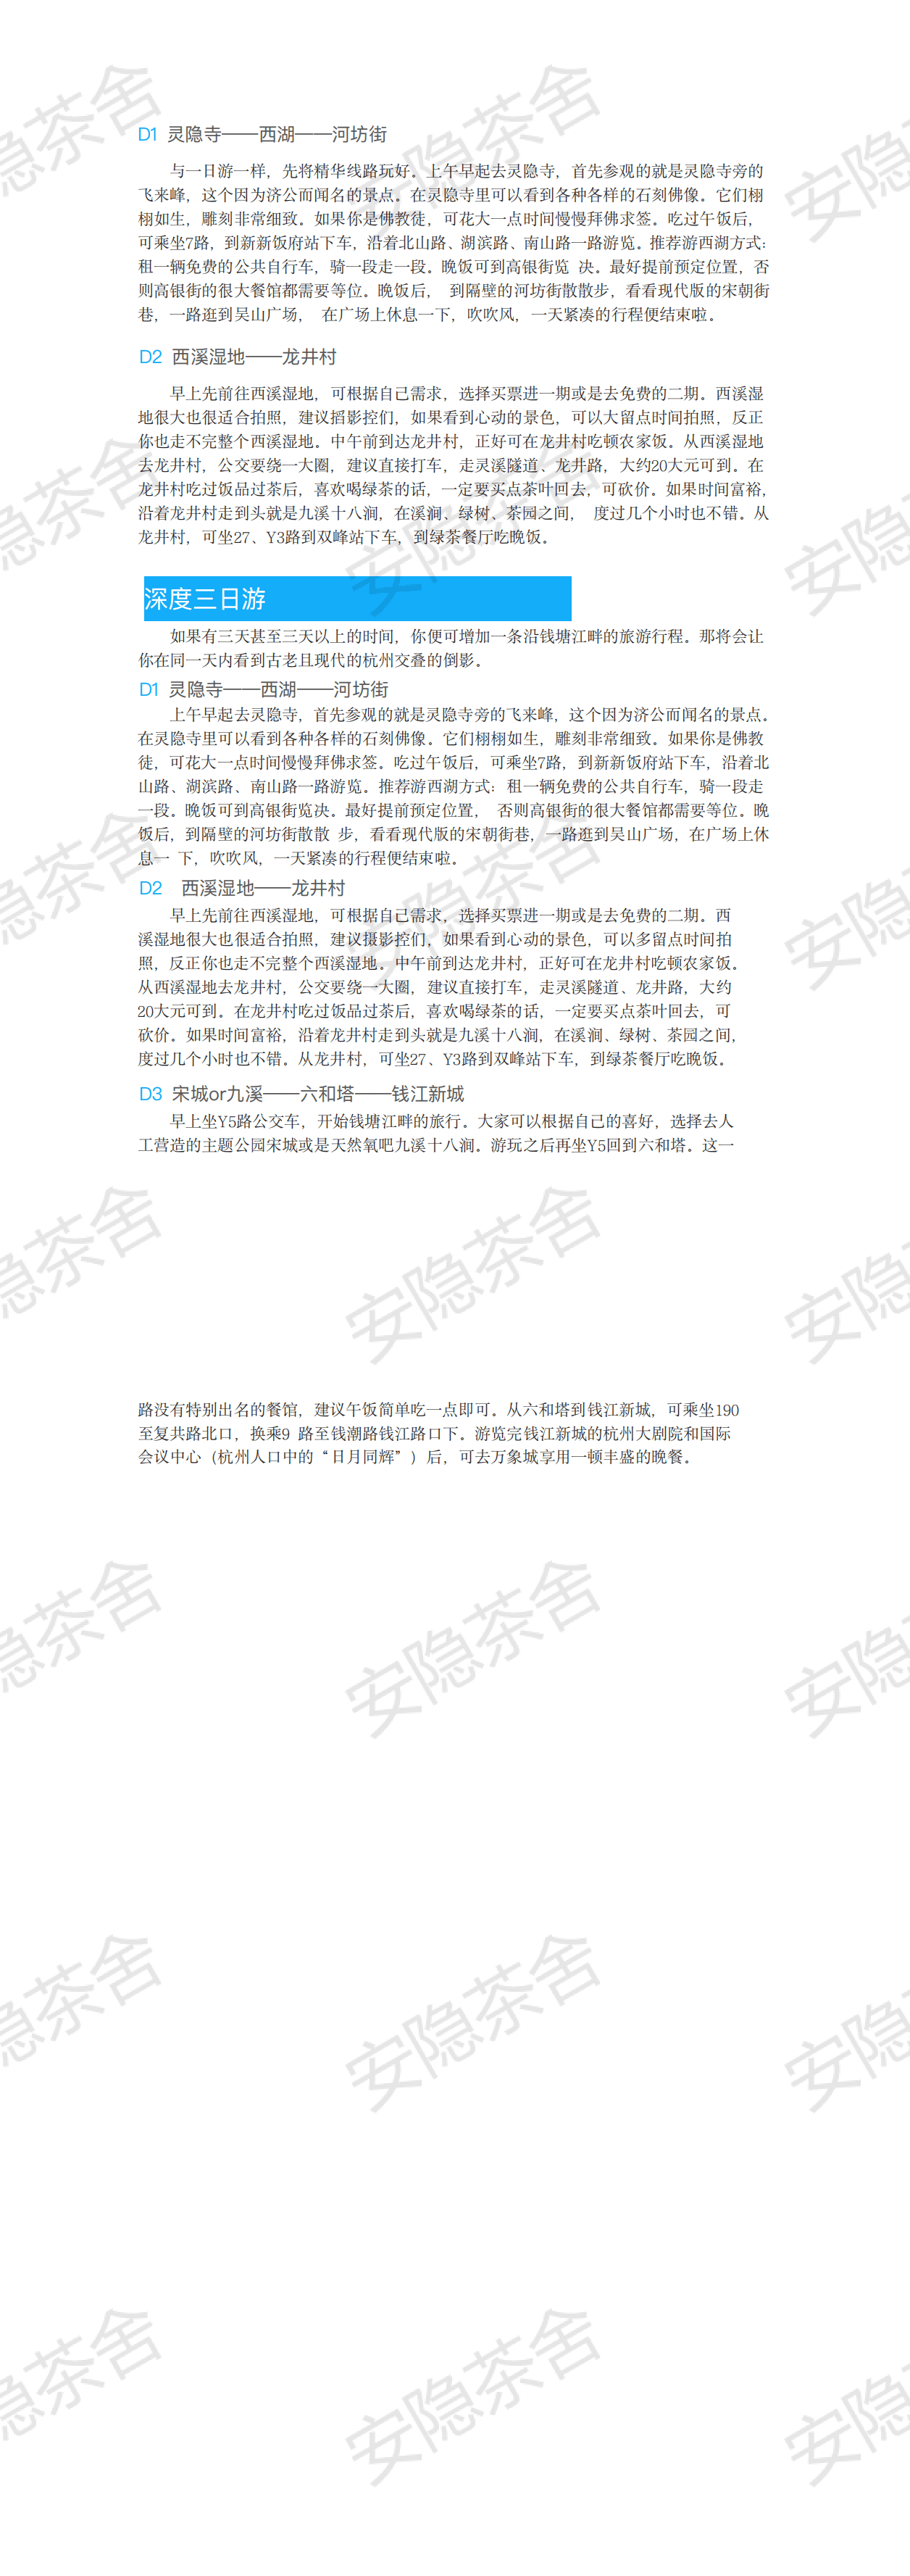 D1 灵隐寺——西湖——河坊街
与一日游一样，先将精华线路玩好。上午早起去灵隐寺，首先参观的就是灵隐寺旁的
飞来峰，这个因为济公而闻名的景点。在灵隐寺里可以看到各种各样的石刻佛像。它们栩
栩如生，雕刻非常细致。如果你是佛教徒，可花大一点时间慢慢拜佛求签。吃过午饭后，
可乘坐7路，到新新饭府站下车，沿着北山路、湖滨路、南山路一路游览。推荐游西湖方式：
租一辆免费的公共自行车，骑一段走一段。晚饭可到高银街览 决。最好提前预定位置，否
则高银街的很大餐馆都需要等位。晚饭后， 到隔壁的河坊街散散步，看看现代版的宋朝街
巷，一路逛到吴山广场， 在广场上休息一下，吹吹风，一天紧凑的行程便结束啦。
D2 西溪湿地——龙井村
早上先前往西溪湿地，可根据自己需求，选择买票进一期或是去免费的二期。西溪湿
地很大也很适合拍照，建议摺影控们，如果看到心动的景色，可以大留点时间拍照，反正
你也走不完整个西溪湿地。中午前到达龙井村，正好可在龙井村吃顿农家饭。从西溪湿地
去龙井村，公交要绕一大圈，建议直接打车，走灵溪隧道、龙井路，大约20大元可到。在
龙井村吃过饭品过茶后，喜欢喝绿茶的话，一定要买点茶叶回去，可砍价。如果时间富裕，
沿着龙井村走到头就是九溪十八涧，在溪涧、绿树、茶园之间， 度过几个小时也不错。从
龙井村，可坐27、Y3路到双峰站下车，到绿茶餐厅吃晚饭。
深度三日游
如果有三天甚至三天以上的时间，你便可增加一条沿钱塘江畔的旅游行程。那将会让
你在同一天内看到古老且现代的杭州交叠的倒影。
D1 灵隐寺——西湖——河坊街
上午早起去灵隐寺，首先参观的就是灵隐寺旁的飞来峰，这个因为济公而闻名的景点。
在灵隐寺里可以看到各种各样的石刻佛像。它们栩栩如生，雕刻非常细致。如果你是佛教
徒，可花大一点时间慢慢拜佛求签。吃过午饭后，可乘坐7路，到新新饭府站下车，沿着北
山路、湖滨路、南山路一路游览。推荐游西湖方式：租一辆免费的公共自行车，骑一段走
一段。晚饭可到高银街览决。最好提前预定位置， 否则高银街的很大餐馆都需要等位。晚
饭后，到隔壁的河坊街散散 步，看看现代版的宋朝街巷，一路逛到吴山广场，在广场上休
息一 下，吹吹风，一天紧凑的行程便结束啦。
D2 西溪湿地——龙井村
早上先前往西溪湿地，可根据自己需求，选择买票进一期或是去免费的二期。西
溪湿地很大也很适合拍照，建议摄影控们，如果看到心动的景色，可以多留点时间拍
照，反正你也走不完整个西溪湿地。中午前到达龙井村，正好可在龙井村吃顿农家饭。
从西溪湿地去龙井村，公交要绕一大圈，建议直接打车，走灵溪隧道、龙井路，大约
20大元可到。在龙井村吃过饭品过茶后，喜欢喝绿茶的话，一定要买点茶叶回去，可
砍价。如果时间富裕，沿着龙井村走到头就是九溪十八涧，在溪涧、绿树、茶园之间，
度过几个小时也不错。从龙井村，可坐27、Y3路到双峰站下车，到绿茶餐厅吃晚饭。
D3 宋城or九溪——六和塔——钱江新城
早上坐Y5路公交车，开始钱塘江畔的旅行。大家可以根据自己的喜好，选择去人
工营造的主题公园宋城或是天然氧吧九溪十八涧。游玩之后再坐Y5回到六和塔。这一
路没有特别出名的餐馆，建议午饭简单吃一点即可。从六和塔到钱江新城，可乘坐190
至复共路北口，换乘9 路至钱潮路钱江路口下。游览完钱江新城的杭州大剧院和国际
会议中心（杭州人口中的“日月同辉”）后，可去万象城享用一顿丰盛的晚餐。
安隐茶舍